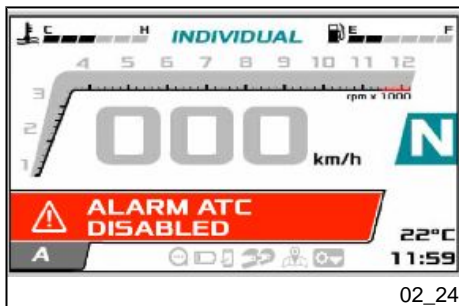 C H INDIVIDUAL E F
4 5 6 7 8 9 10 11 12
3
rpm x 1000
2
000
km/h
N
1
ALARM ATC
DISABLED
22°C
A
11:59
02_24